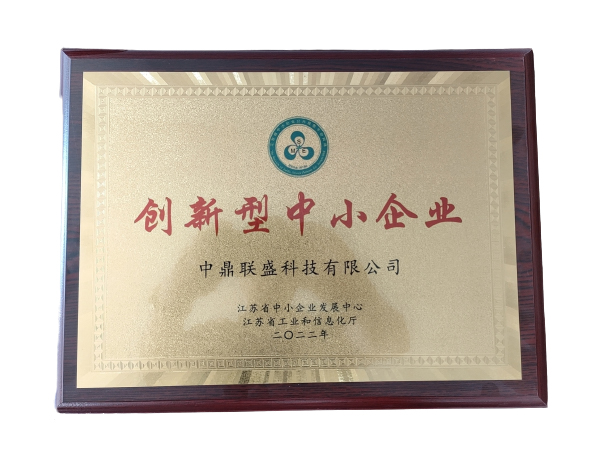 创新型中小企业
中鼎联盛科技有限公司
江苏省中小企业发展中心
江苏省工业和信息化厅
二〇二二年